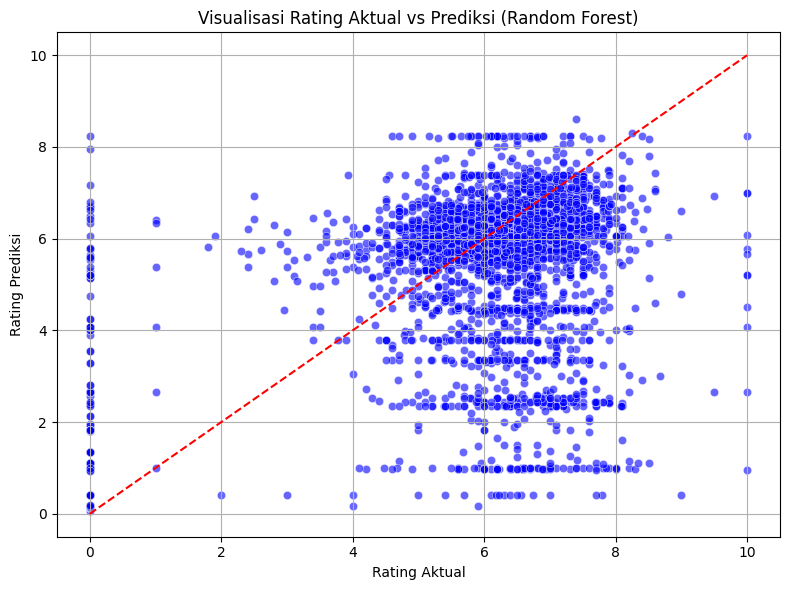 Visualisasi Rating Aktual vs Prediksi (Random Forest)
Rating Prediksi
10
8
6
4
2
0
0 2 4 6 8 10
Rating Aktual